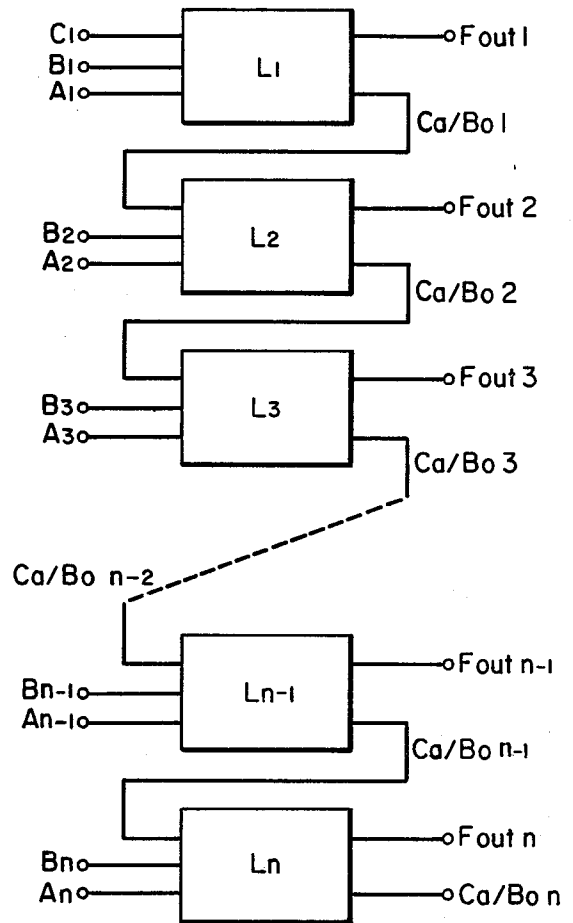 C1
Fout 1
B1
L1
A1
Ca/Bo 1
Fout 2
B2
L2
A2
Ca/Bo 2
Fout 3
B3
L3
A3
Ca/Bo 3
Ca/Bo n-2
Fout n-1
Bn-1
Ln-1
An-1
Ca/Bo n-1
Fout n
Bn
Ln
An
Ca/Bo n